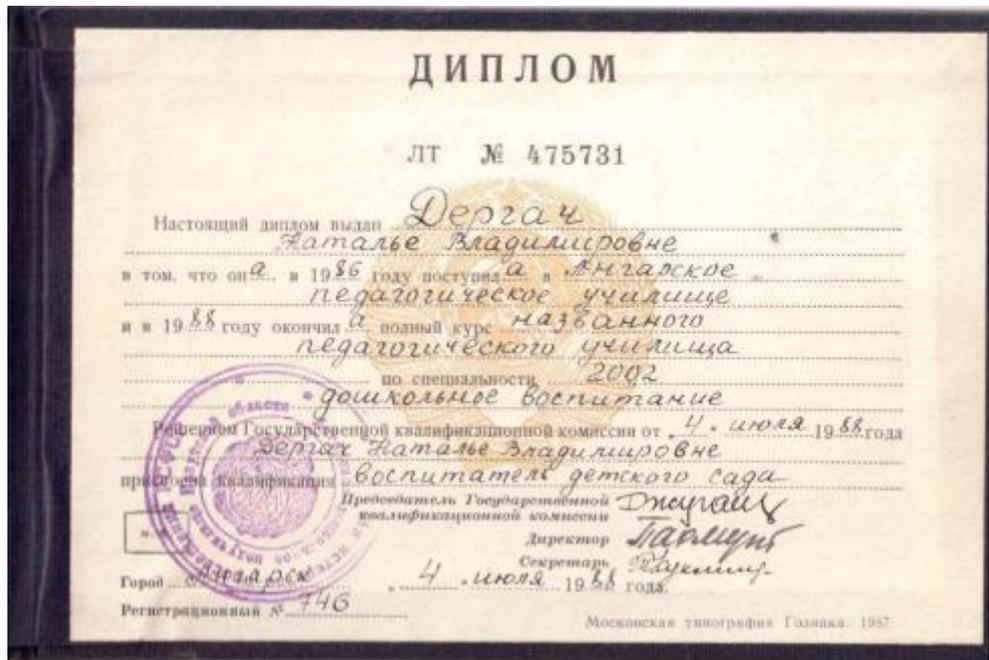 ДИПЛОМ
ЛТ № 475731
Настоящий диплом выдан Дергач
Наталье Владимировне
в том, что она в 1986 году поступила в Ангарское
педагогическое училище
и в 1988 году окончила полный курс названного
педагогического училища
по специальности 2002
дошкольное воспитание
Решением Государственной квалификационной комиссии от „4“ июля 1988 года
Дергач Наталье Владимировне
присвоена квалификация воспитатель детского сада
Председатель Государственной
квалификационной комиссии
Директор
Секретарь
Город Ангарск „4“ июля 1988 года.
Регистрационный № 746
Московская типография Гознака. 1987.